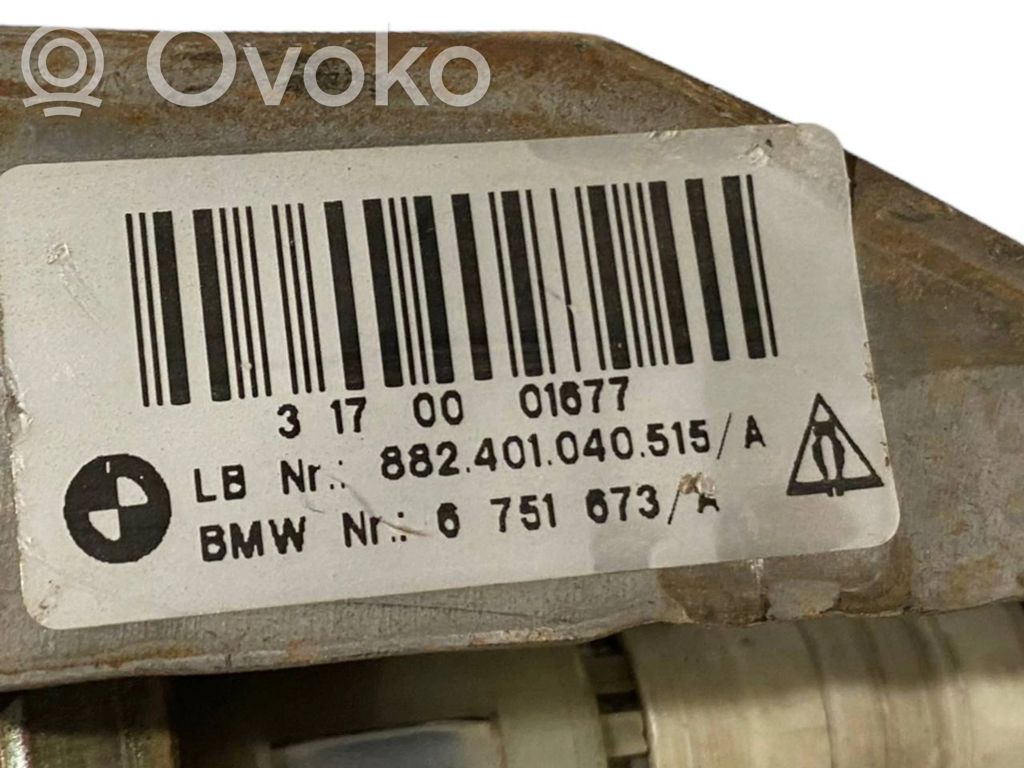 Ovoko
3 17 00 01677
LB Nr.: 882.401.040.515/A
BMW Nr.: 6 751 673/A